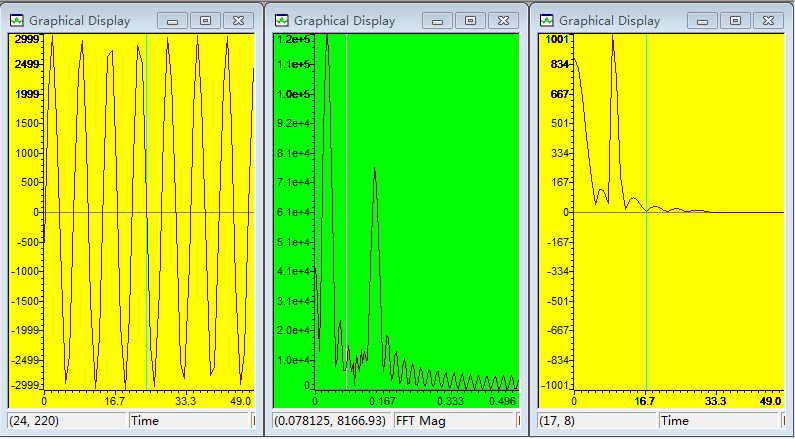 Graphical Display
2999
2499
2000
1500
1000
500
0
-500
-1000
-1500
-1999
-2499
-2999
0 16.7 33.3 49.0
(24, 220) Time
Graphical Display
1.2e+5
1.1e+5
1.0e+5
9.2e+4
8.1e+4
7.1e+4
6.1e+4
5.1e+4
4.1e+4
3.1e+4
2.0e+4
1.0e+4
0
0 0.167 0.333 0.496
(0.078125, 8166.93) FFT Mag
Graphical Display
1001
834
667
501
334
167
0
-167
-334
-501
-667
-834
-1001
0 16.7 33.3 49.0
(17, 8) Time